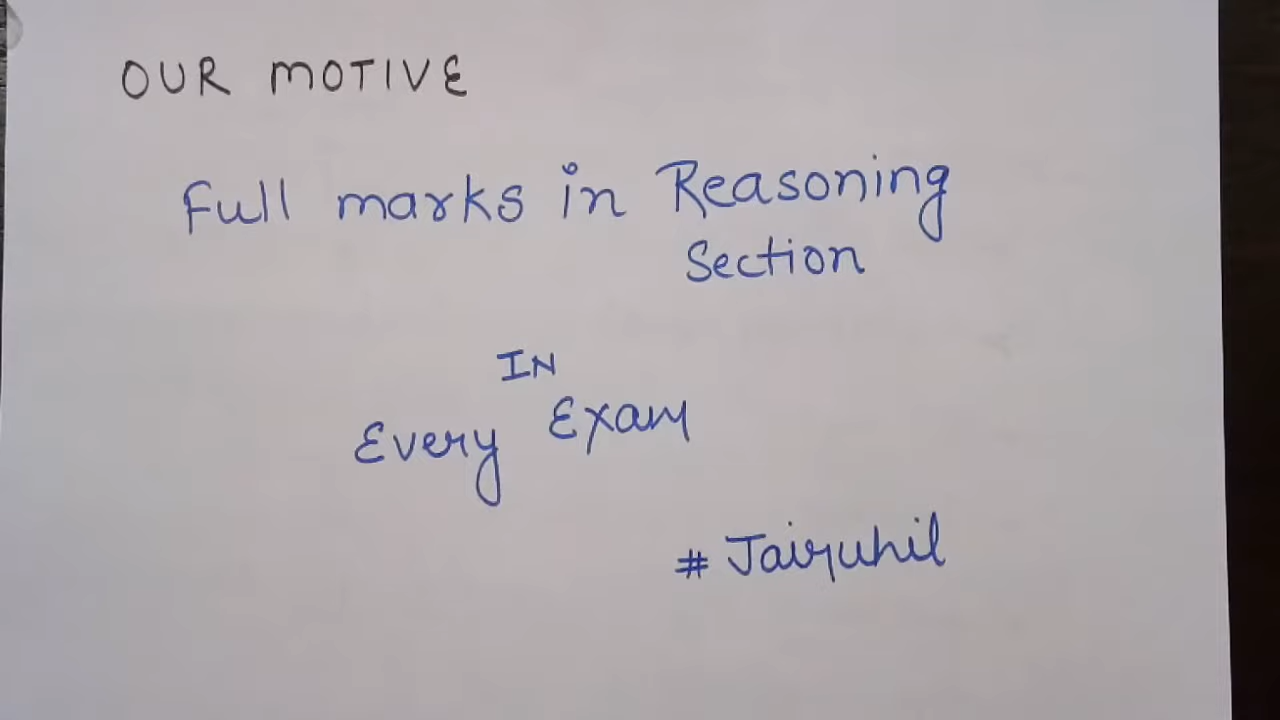 OUR MOTIVE
Full marks in Reasoning
Section
IN
Every Exam
# Jairuhil